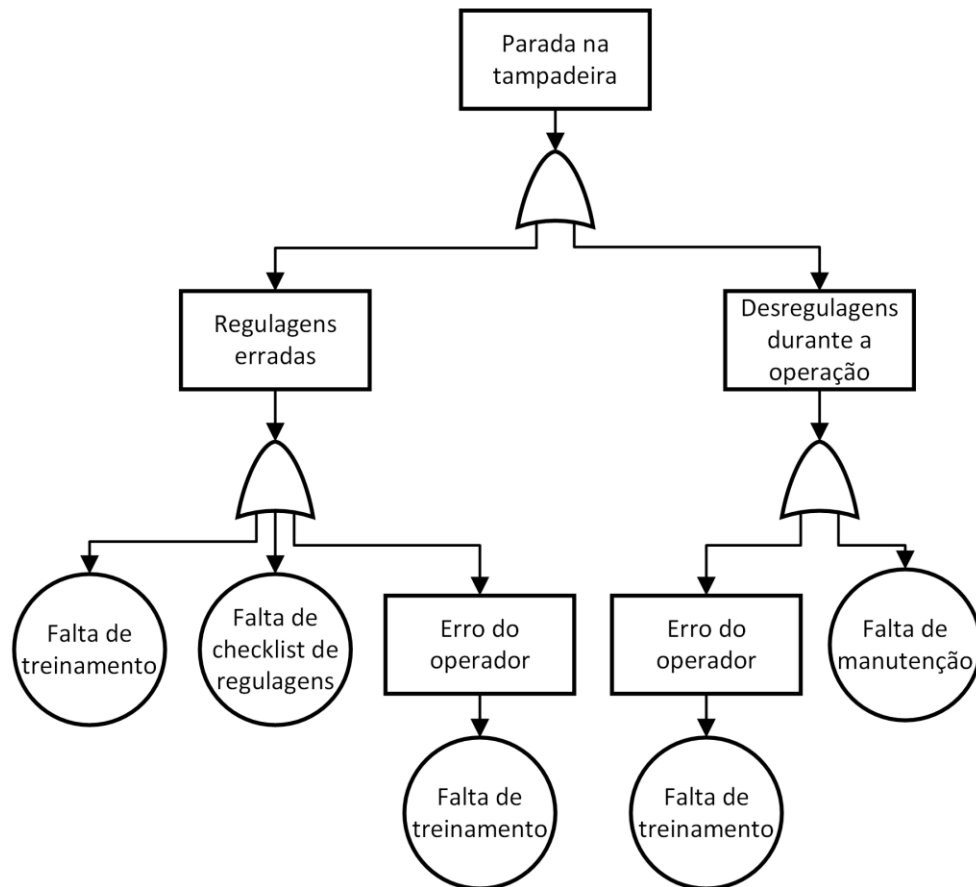 Parada na
tampadeira
Regulagens
erradas
Desregulagens
durante a
operação
Falta de
treinamento
Falta de
checklist de
regulagens
Erro do
operador
Erro do
operador
Falta de
manutenção
Falta de
treinamento
Falta de
treinamento